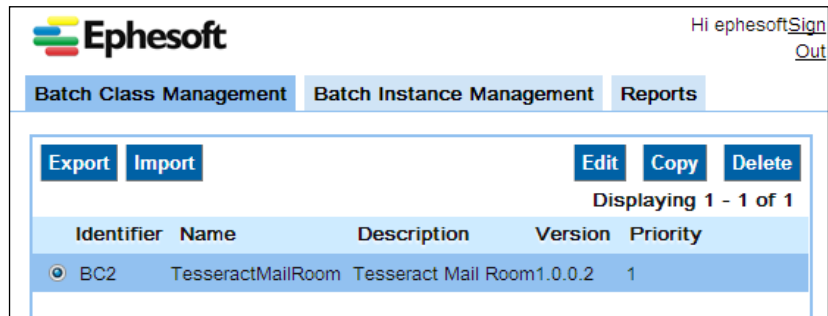 Ephesoft
Hi ephesoftSign
Out
Batch Class Management Batch Instance Management Reports
Export Import Edit Copy Delete
Displaying 1 - 1 of 1
Identifier Name Description Version Priority
BC2 TesseractMailRoom Tesseract Mail Room1.0.0.2 1